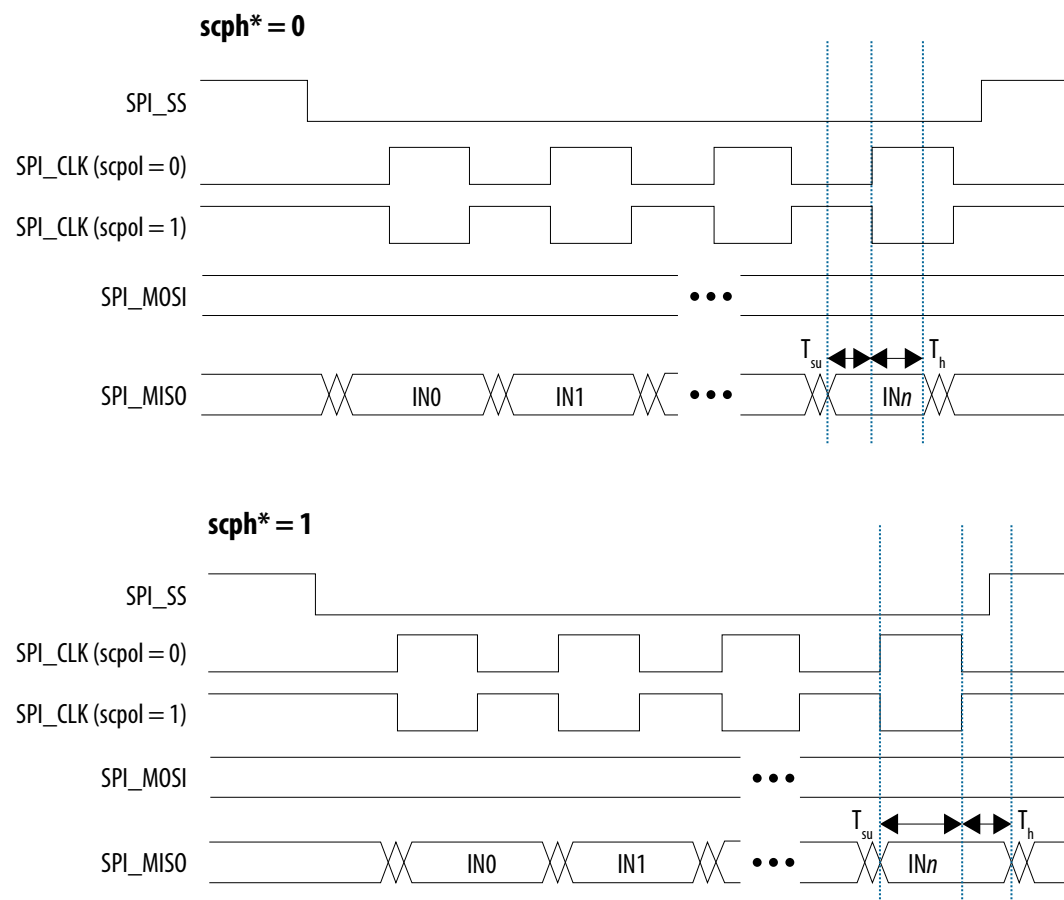 scph* = 0
SPI_SS
SPI_CLK (scpol = 0)
SPI_CLK (scpol = 1)
SPI_MOSI
Tsu
Th
SPI_MISO
IN0
IN1
INn
scph* = 1
SPI_SS
SPI_CLK (scpol = 0)
SPI_CLK (scpol = 1)
SPI_MOSI
Tsu
Th
SPI_MISO
IN0
IN1
INn